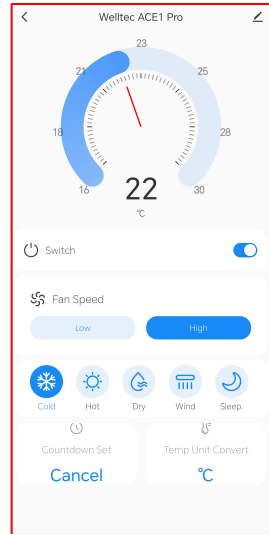 Welltec ACE1 Pro
23
21
25
18
28
16
30
22
℃
Switch
Fan Speed
Low
High
Cold
Hot
Dry
Wind
Sleep.
Countdown Set
Temp Unit Convert
Cancel
℃